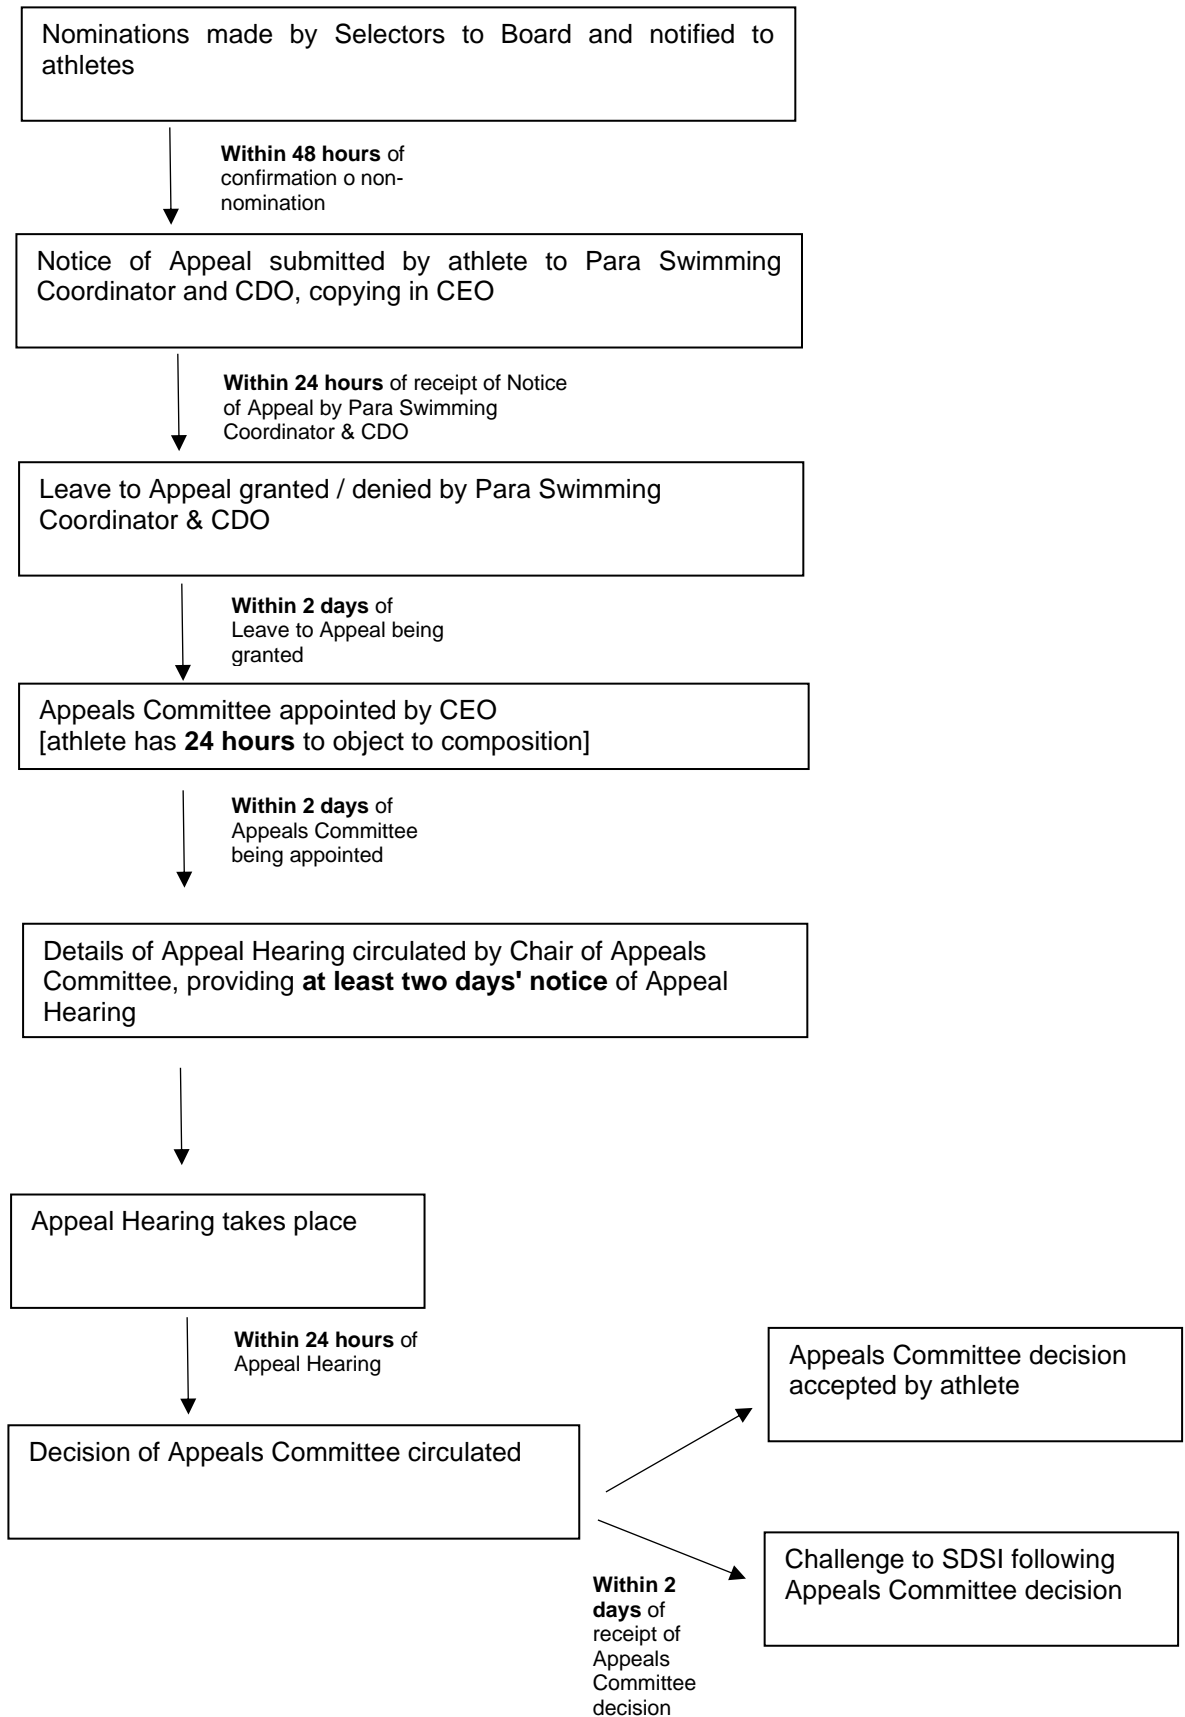 Nominations made by Selectors to Board and notified to
athletes
Within 48 hours of
confirmation o non-
nomination
Notice of Appeal submitted by athlete to Para Swimming
Coordinator and CDO, copying in CEO
Within 24 hours of receipt of Notice
of Appeal by Para Swimming
Coordinator & CDO
Leave to Appeal granted / denied by Para Swimming
Coordinator & CDO
Within 2 days of
Leave to Appeal being
granted
Appeals Committee appointed by CEO
[athlete has 24 hours to object to composition]
Within 2 days of
Appeals Committee
being appointed
Details of Appeal Hearing circulated by Chair of Appeals
Committee, providing at least two days' notice of Appeal
Hearing
Appeal Hearing takes place
Within 24 hours of
Appeal Hearing
Decision of Appeals Committee circulated
Appeals Committee decision
accepted by athlete
Within 2
days of
receipt of
Appeals
Committee
decision
Challenge to SDSI following
Appeals Committee decision